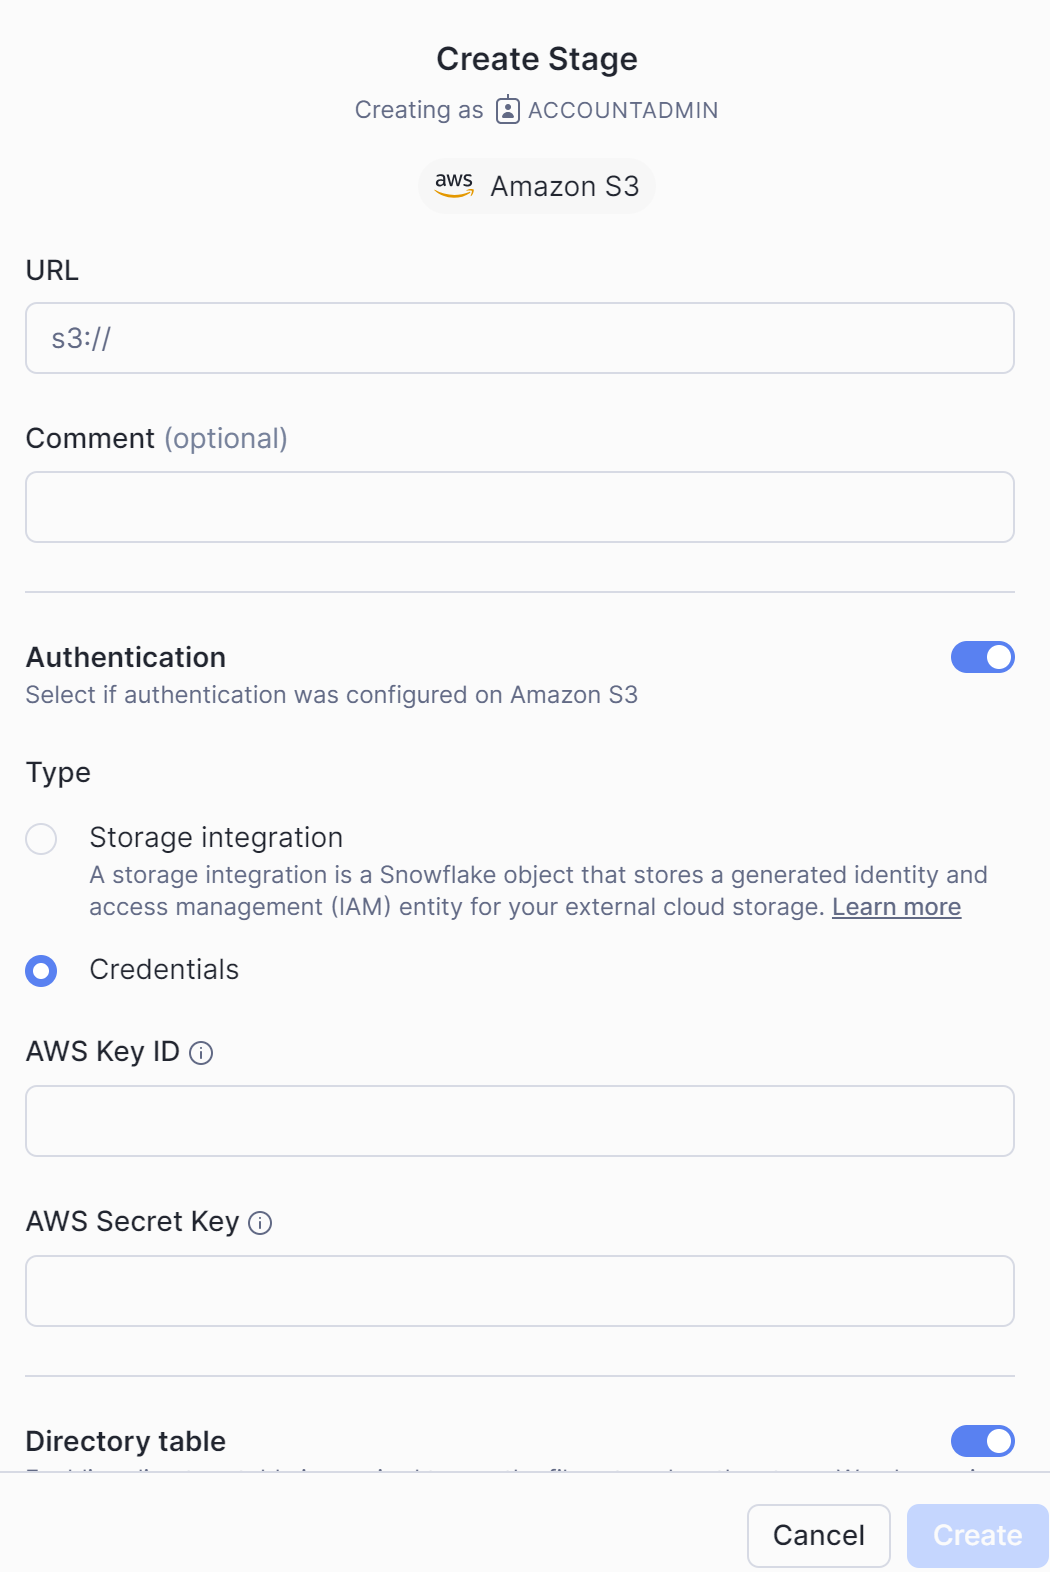 Create Stage
Creating as ACCOUNTADMIN
aws Amazon S3
URL
s3://
Comment (optional)
Authentication
Select if authentication was configured on Amazon S3
Type
Storage integration
A storage integration is a Snowflake object that stores a generated identity and
access management (IAM) entity for your external cloud storage. Learn more
Credentials
AWS Key ID
AWS Secret Key
Directory table
Cancel Create